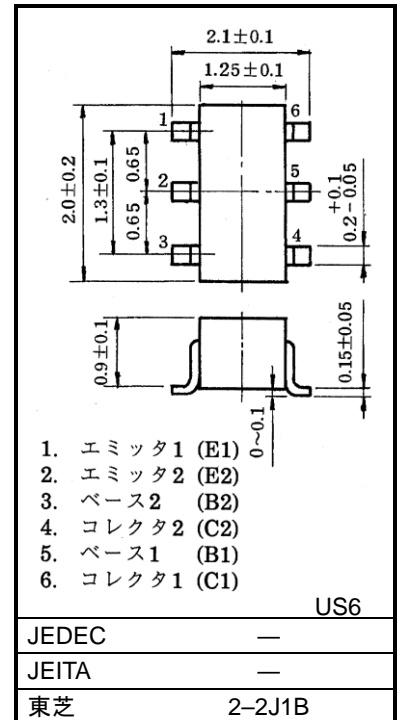 2.1±0.1
1.25±0.1
1
6
2
5
3
4
2.0±0.2
1.3±0.1
0.65
0.65
+0.1
0.2-0.05
0.9±0.1
0.15±0.05
0~0.1
1. エミッタ1 (E1)
2. エミッタ2 (E2)
3. ベース2 (B2)
4. コレクタ2 (C2)
5. ベース1 (B1)
6. コレクタ1 (C1)
US6
JEDEC —
JEITA —
東芝 2–2J1B